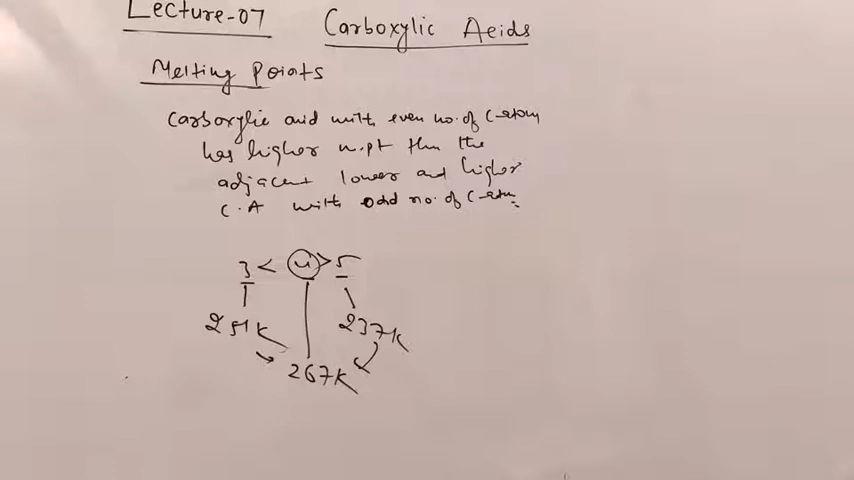 Lecture-07
Carboxylic Acids
Melting Points
Carboxylic acid with even no. of C-atom
has higher m.pt than the
adjacent lower and higher
C.A with odd no. of C-atom
3 < 4 > 5
251K 237K
267K